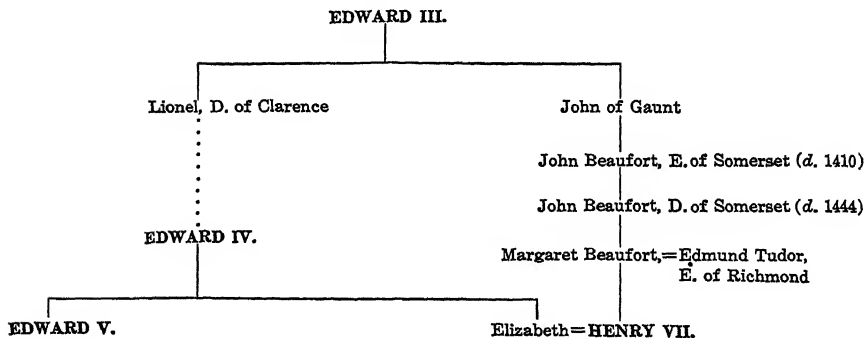 EDWARD III.
Lionel, D. of Clarence
John of Gaunt
John Beaufort, E. of Somerset (d. 1410)
John Beaufort, D. of Somerset (d. 1444)
EDWARD IV.
Margaret Beaufort,=Edmund Tudor,
E. of Richmond
EDWARD V.
Elizabeth=HENRY VII.